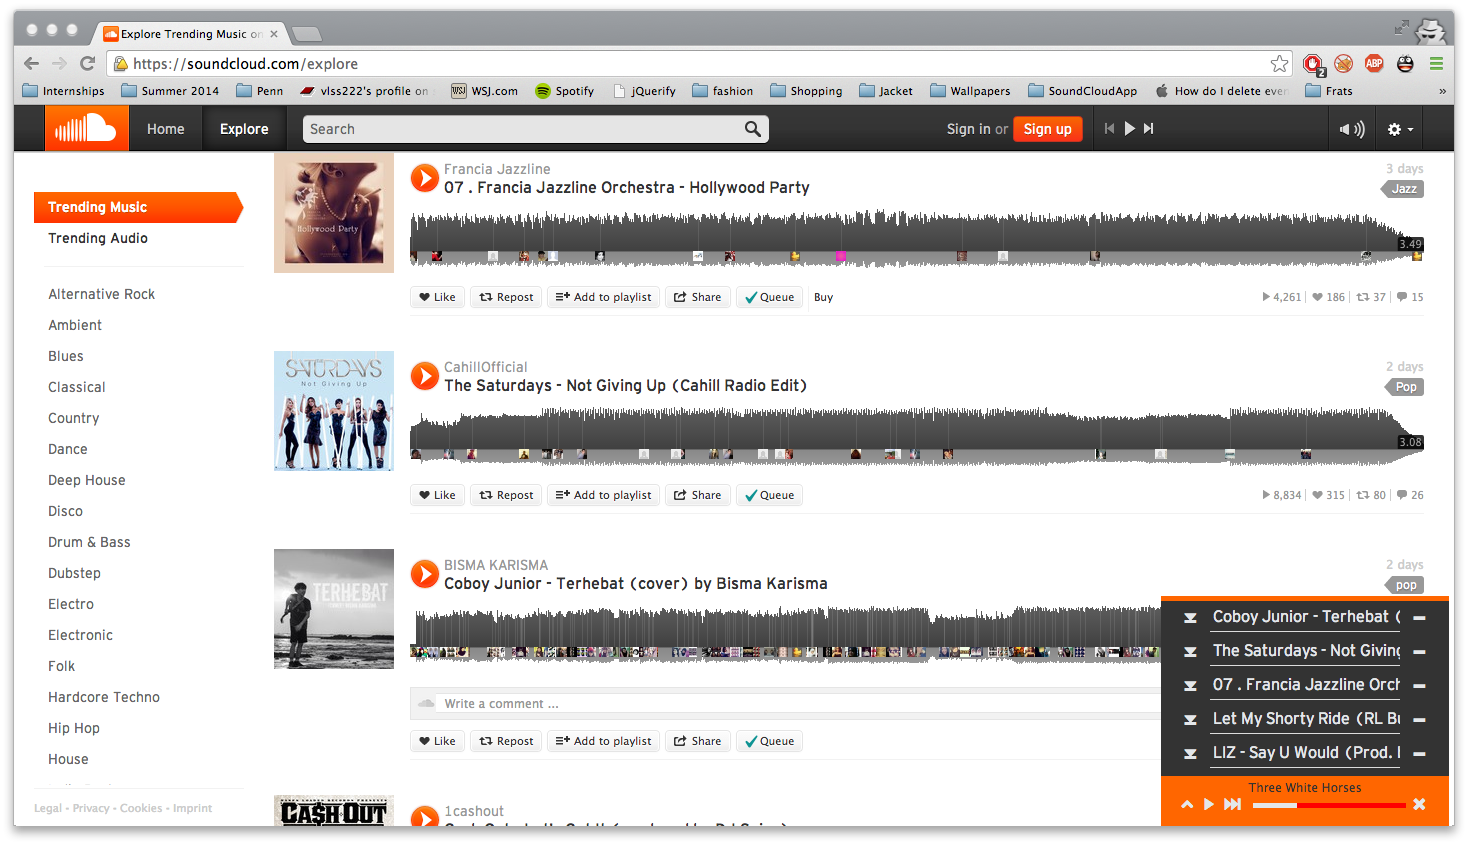 Explore Trending Music on
https://soundcloud.com/explore
2
ABP
Internships
Summer 2014
Penn
vlss222's profile on
WSJ
WSJ.com
Spotify
jQuerify
fashion
Shopping
Jacket
Wallpapers
SoundCloudApp
How do I delete even
Frats
»
Home
Explore
Search
Sign in or Sign up
Trending Music
Trending Audio
Alternative Rock
Ambient
Blues
Classical
Country
Dance
Deep House
Disco
Drum & Bass
Dubstep
Electro
Electronic
Folk
Hardcore Techno
Hip Hop
House
Legal - Privacy - Cookies - Imprint
Hollywood Party
Francia Jazzline
3 days
07 . Francia Jazzline Orchestra - Hollywood Party
Jazz
3.49
Like
Repost
Add to playlist
Share
Queue
Buy
4,261
186
37
15
SATURDAYS
Not Giving Up
CahillOfficial
2 days
The Saturdays - Not Giving Up (Cahill Radio Edit)
Pop
3.08
Like
Repost
Add to playlist
Share
Queue
8,834
315
80
26
TERHEBAT
BISMA KARISMA
2 days
Coboy Junior - Terhebat (cover) by Bisma Karisma
pop
Write a comment ...
Like
Repost
Add to playlist
Share
Queue
CA$H OUT
1cashout
Coboy Junior - Terhebat (
The Saturdays - Not Giving
07 . Francia Jazzline Orch
Let My Shorty Ride (RL Bu
LIZ - Say U Would (Prod.
Three White Horses